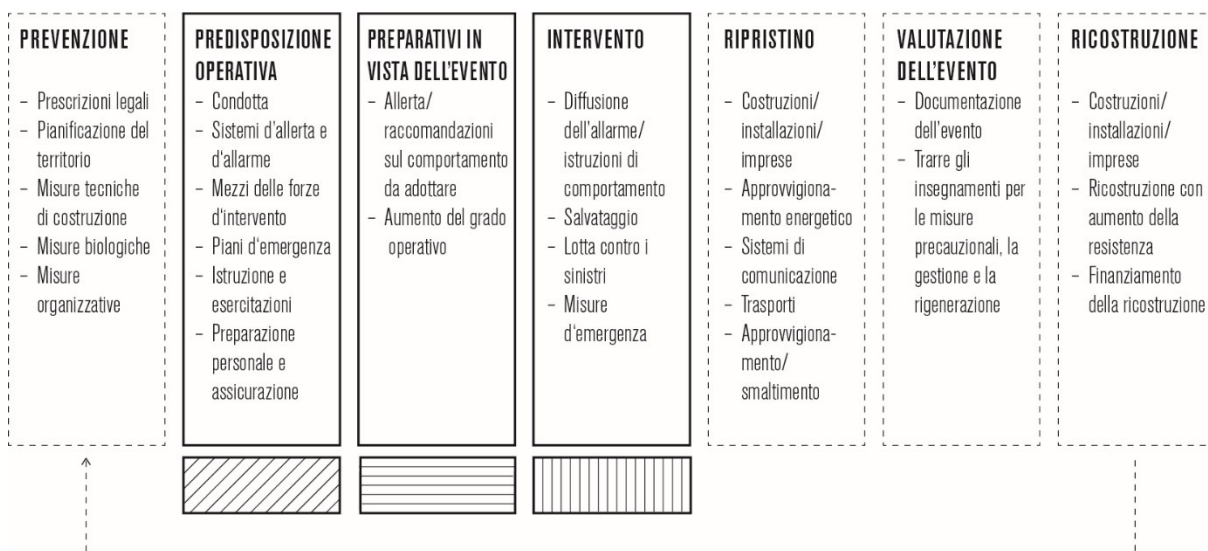 PREVENZIONE
– Prescrizioni legali
– Pianificazione del
territorio
– Misure tecniche
di costruzione
– Misure biologiche
– Misure
organizzative
PREDISPOSIZIONE
OPERATIVA
– Condotta
– Sistemi d'allerta e
d'allarme
– Mezzi delle forze
d'intervento
– Piani d'emergenza
– Istruzione e
esercitazioni
– Preparazione
personale e
assicurazione
PREPARATIVI IN
VISTA DELL'EVENTO
– Allerta/
raccomandazioni
sul comportamento
da adottare
– Aumento del grado
operativo
INTERVENTO
– Diffusione
dell'allarme/
istruzioni di
comportamento
– Salvataggio
– Lotta contro i
sinistri
– Misure
d'emergenza
RIPRISTINO
– Costruzioni/
installazioni/
imprese
– Approvvigiona-
mento energetico
– Sistemi di
comunicazione
– Trasporti
– Approvvigiona-
mento/
smaltimento
VALUTAZIONE
DELL'EVENTO
– Documentazione
dell'evento
– Trarre gli
insegnamenti per
le misure
precauzionali, la
gestione e la
rigenerazione
RICOSTRUZIONE
– Costruzioni/
installazioni/
imprese
– Ricostruzione con
aumento della
resistenza
– Finanziamento
della ricostruzione